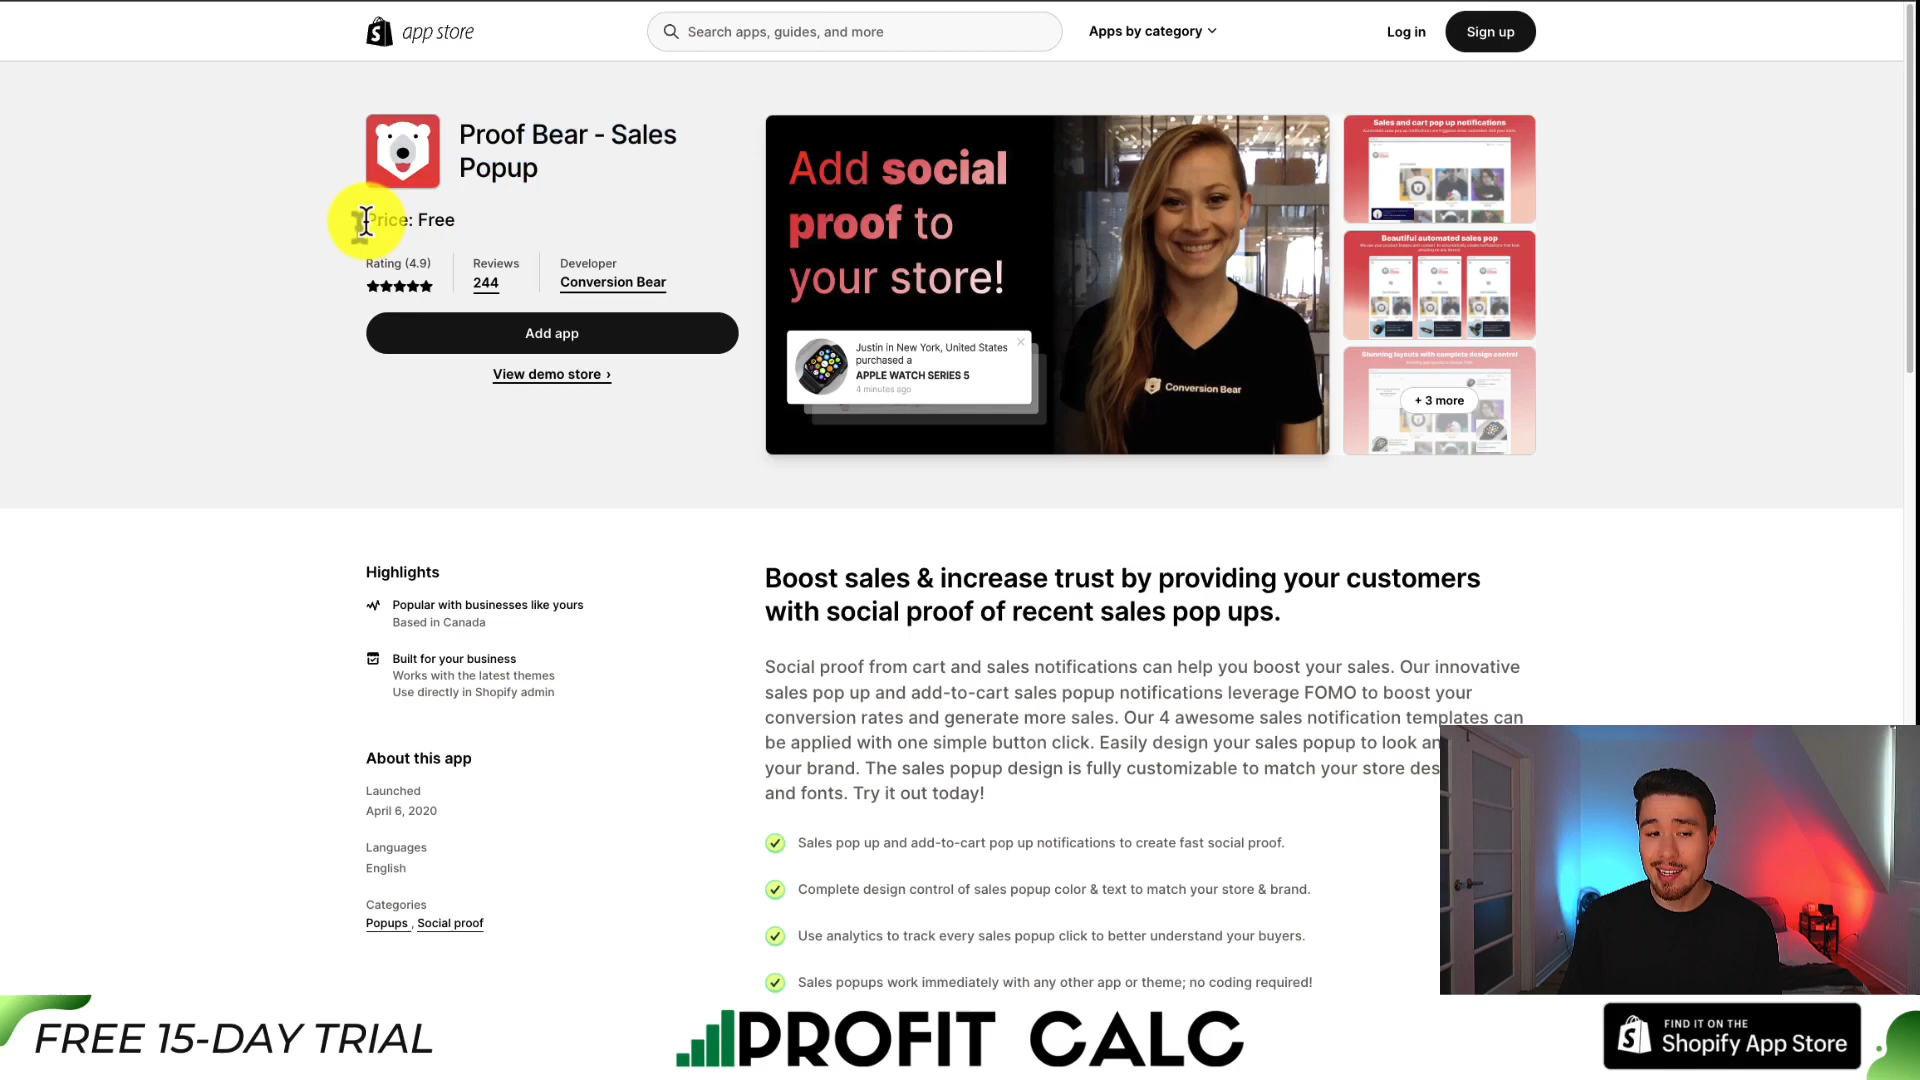 app store
Search apps, guides, and more
Apps by category
Log in
Sign up
Proof Bear - Sales
Popup
Price: Free
Rating (4.9)
Reviews
244
Developer
Conversion Bear
Add app
View demo store ›
Add social
proof to
your store!
Justin in New York, United States
purchased a
APPLE WATCH SERIES 5
4 minutes ago
Conversion Bear
Sales and cart pop up notifications
Beautiful automated sales pop
Stunning layouts with complete design control
+ 3 more
Highlights
Popular with businesses like yours
Based in Canada
Built for your business
Works with the latest themes
Use directly in Shopify admin
About this app
Launched
April 6, 2020
Languages
English
Categories
Popups , Social proof
Boost sales & increase trust by providing your customers
with social proof of recent sales pop ups.
Social proof from cart and sales notifications can help you boost your sales. Our innovative
sales pop up and add-to-cart sales popup notifications leverage FOMO to boost your
conversion rates and generate more sales. Our 4 awesome sales notification templates can
be applied with one simple button click. Easily design your sales popup to look an
your brand. The sales popup design is fully customizable to match your store des
and fonts. Try it out today!
Sales pop up and add-to-cart pop up notifications to create fast social proof.
Complete design control of sales popup color & text to match your store & brand.
Use analytics to track every sales popup click to better understand your buyers.
Sales popups work immediately with any other app or theme; no coding required!
FREE 15-DAY TRIAL
PROFIT CALC
FIND IT ON THE
Shopify App Store